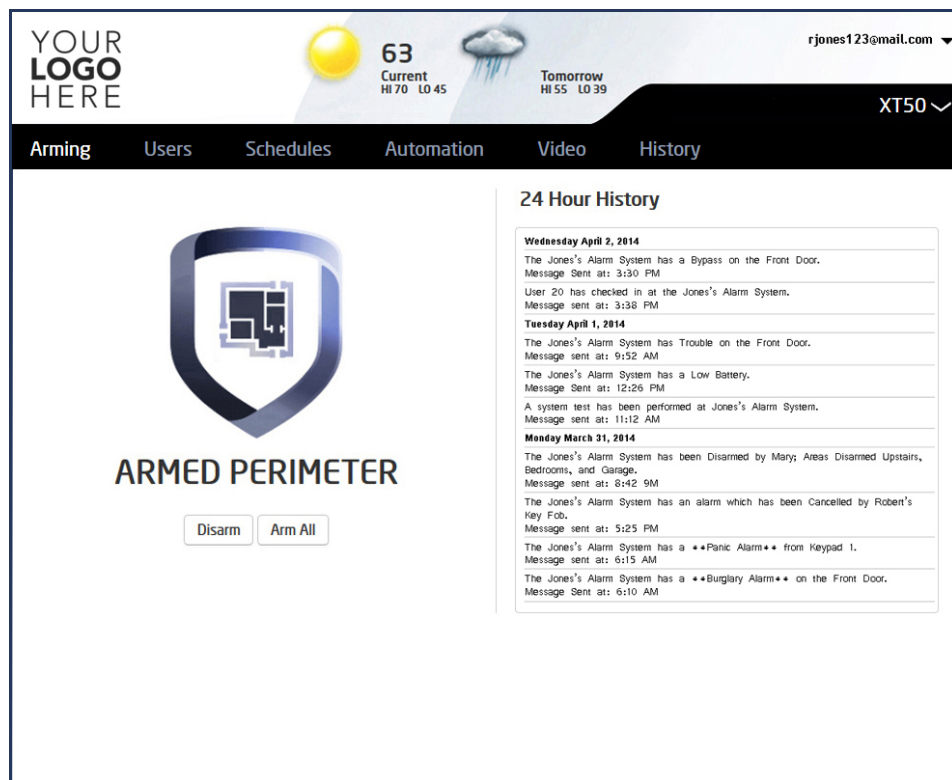 YOUR
LOGO
HERE
63
Current
HI 70 LO 45
Tomorrow
HI 55 LO 39
rjones123@mail.com
XT50
Arming Users Schedules Automation Video History
ARMED PERIMETER
Disarm Arm All
24 Hour History
Wednesday April 2, 2014
The Jones's Alarm System has a Bypass on the Front Door.
Message Sent at: 3:30 PM
User 20 has checked in at the Jones's Alarm System.
Message sent at: 3:38 PM
Tuesday April 1, 2014
The Jones's Alarm System has Trouble on the Front Door.
Message sent at: 9:52 AM
The Jones's Alarm System has a Low Battery.
Message Sent at: 12:26 PM
A system test has been performed at Jones's Alarm System.
Message sent at: 11:12 AM
Monday March 31, 2014
The Jones's Alarm System has been Disarmed by Mary; Areas Disarmed Upstairs,
Bedrooms, and Garage.
Message sent at: 8:42 9M
The Jones's Alarm System has an alarm which has been Cancelled by Robert's
Key Fob.
Message sent at: 5:25 PM
The Jones's Alarm System has a **Panic Alarm** from Keypad 1.
Message sent at: 6:15 AM
The Jones's Alarm System has a **Burglary Alarm** on the Front Door.
Message Sent at: 6:10 AM